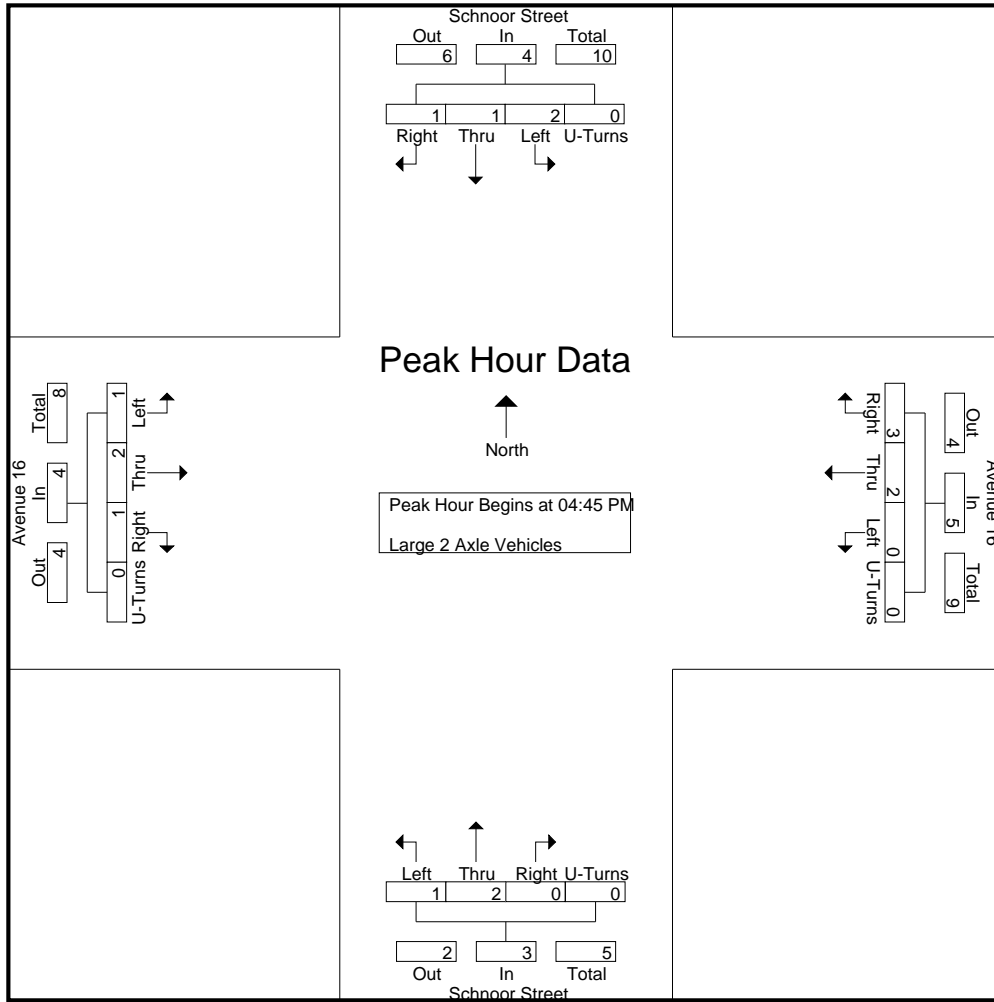 Schnoor Street
Out In Total
6 4 10
1 1 2 0
Right Thru Left U-Turns
Peak Hour Data
North
Peak Hour Begins at 04:45 PM
Large 2 Axle Vehicles
Avenue 16
Total In Out
8 4 4
1 2 1 0
Left Thru Right U-Turns
Right Thru Left U-Turns
3 2 0 0
Out In Total
4 5 9
Avenue 16
Left Thru Right U-Turns
1 2 0 0
2 3 5
Out In Total
Schnoor Street